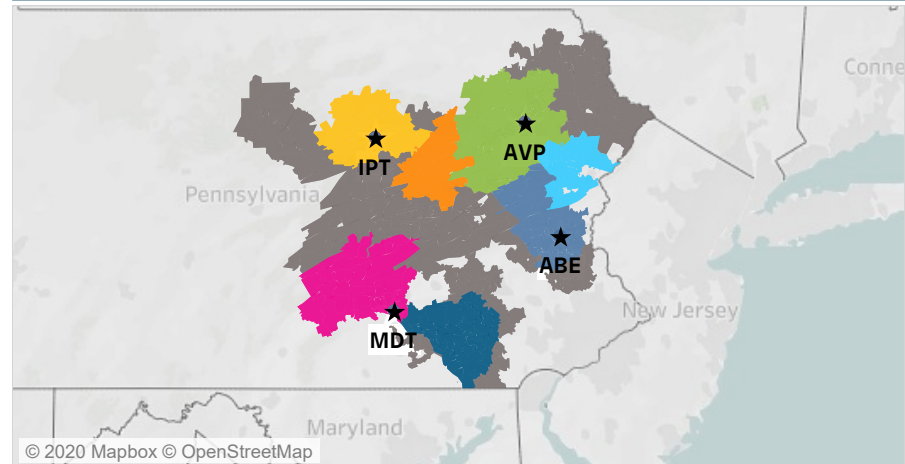 Conne
IPT
AVP
Pennsylvania
ABE
New Jersey
MDT
Maryland
© 2020 Mapbox © OpenStreetMap